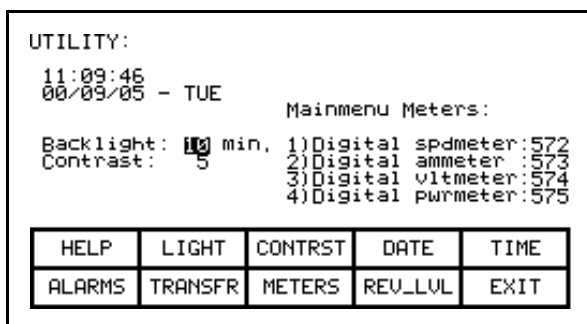 UTILITY:
11:09:46
00/09/05 - TUE
Mainmenu Meters:
Backlight: 10 min, 1)Digital spdmeter:572
Contrast: 5 2)Digital ammeter :573
3)Digital vltmeter:574
4)Digital pwrmeter:575
HELP LIGHT CONTRST DATE TIME
ALARMS TRANSFR METERS REV_LVL EXIT